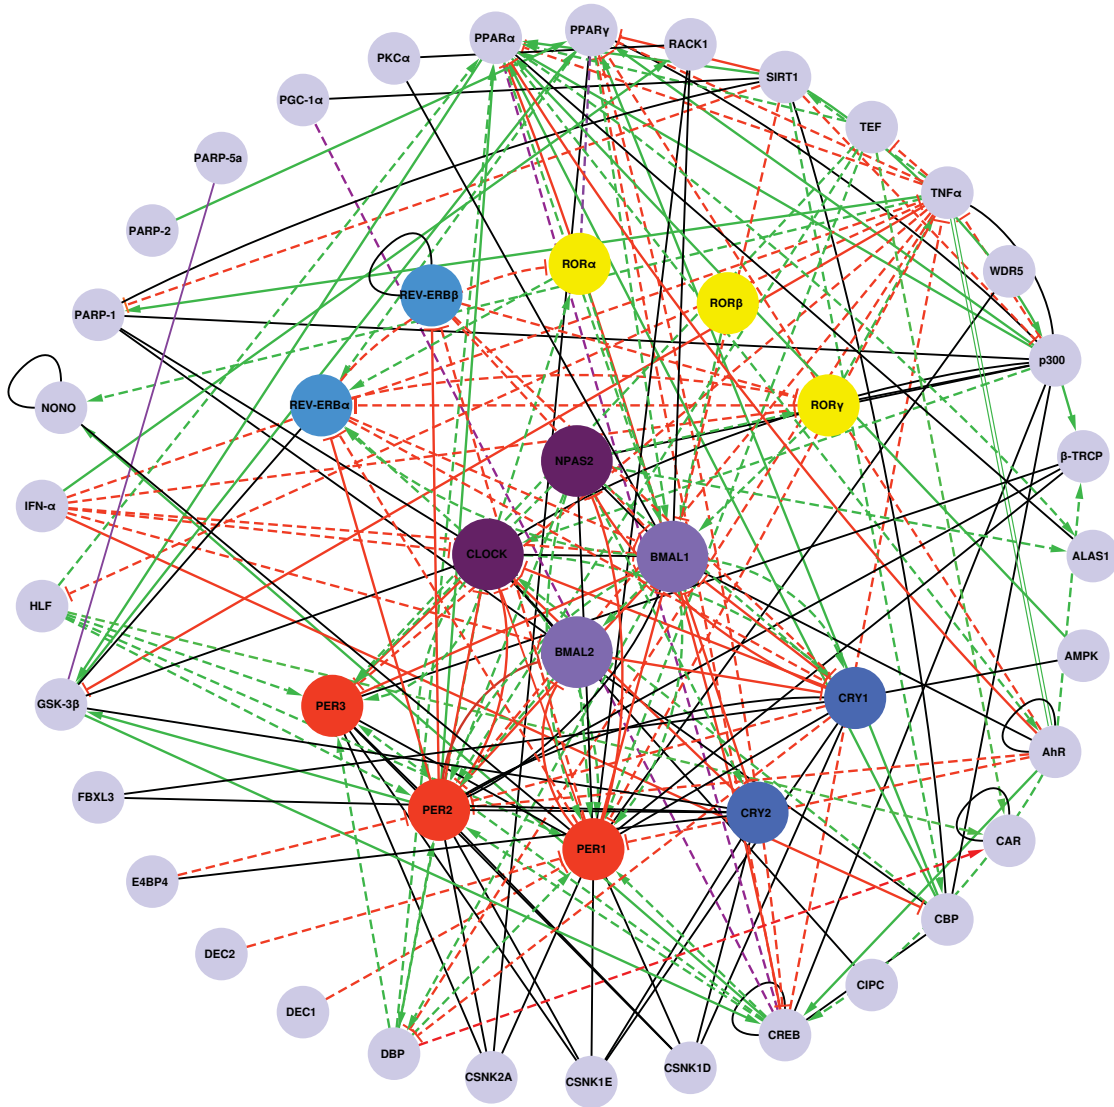 PPARγ
PPARα
RACK1
PKCα
SIRT1
PGC-1α
TEF
PARP-5a
TNFα
PARP-2
RORα
WDR5
REV-ERBβ
RORβ
PARP-1
p300
NONO
REV-ERBα
RORγ
NPAS2
β-TRCP
IFN-α
CLOCK
BMAL1
ALAS1
HLF
BMAL2
AMPK
GSK-3β
PER3
CRY1
AhR
FBXL3
PER2
CRY2
PER1
CAR
E4BP4
CBP
DEC2
CIPC
DEC1
CREB
DBP
CSNK2A
CSNK1E
CSNK1D